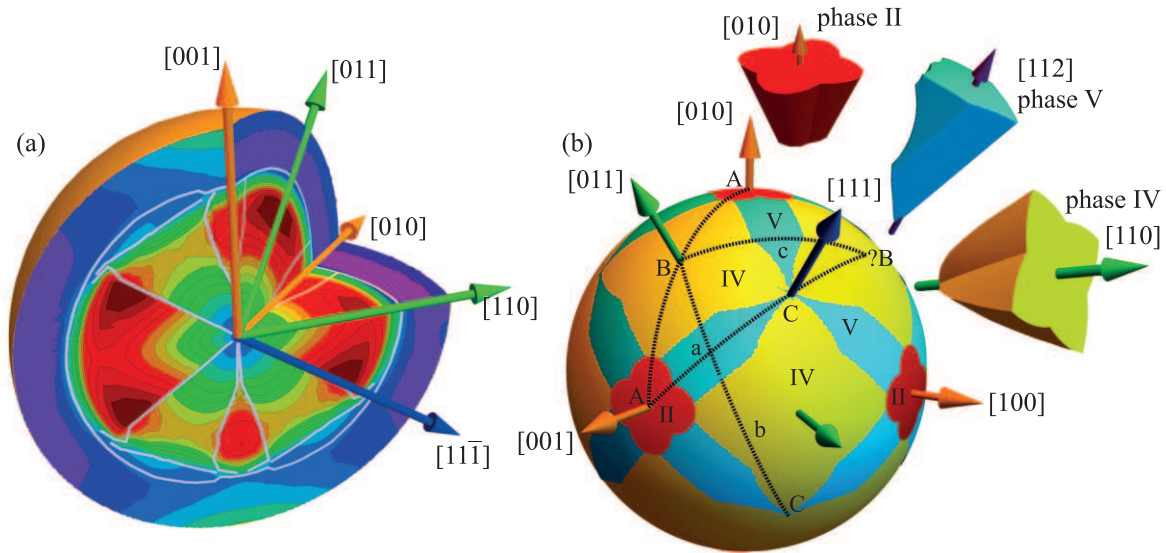 (a)
[001]
[011]
[010]
[110]
[111̅]
(b)
[010]
phase II
[112]
phase V
[010]
[011]
[111]
phase IV
[110]
A
V
B
c
?B
IV
C
V
a
IV
A
II
II
[100]
[001]
b
C